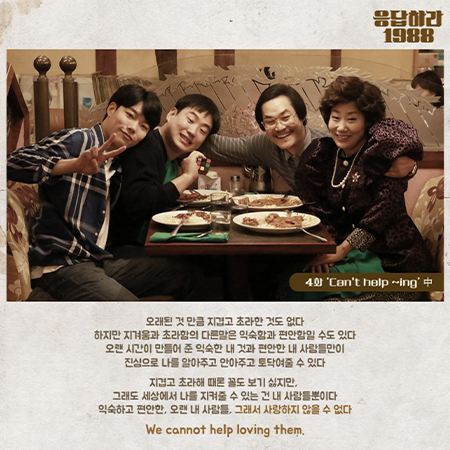 응답하라
1988
4화 'Can't help ~ing' 中
오래된 것 만큼 지겹고 초라한 것도 없다
하지만 지겨움과 초라함의 다른말은 익숙함과 편안함일 수도 있다
오랜 시간이 만들어 준 익숙한 내 것과 편안한 내 사람들만이
진심으로 나를 알아주고 안아주고 토닥여줄 수 있다
지겹고 초라해 때론 꼴도 보기 싫지만,
그래도 세상에서 나를 지켜줄 수 있는 건 내 사람들뿐이다
익숙하고 편안한, 오랜 내 사람들, 그래서 사랑하지 않을 수 없다
We cannot help loving them.